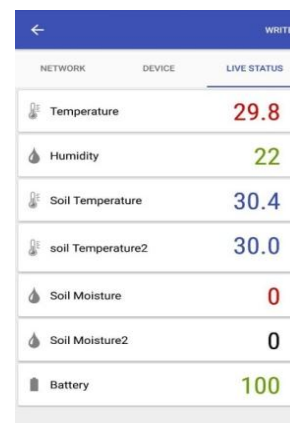 WRIT
NETWORK DEVICE LIVE STATUS
Temperature 29.8
Humidity 22
Soil Temperature 30.4
soil Temperature2 30.0
Soil Moisture 0
Soil Moisture2 0
Battery 100